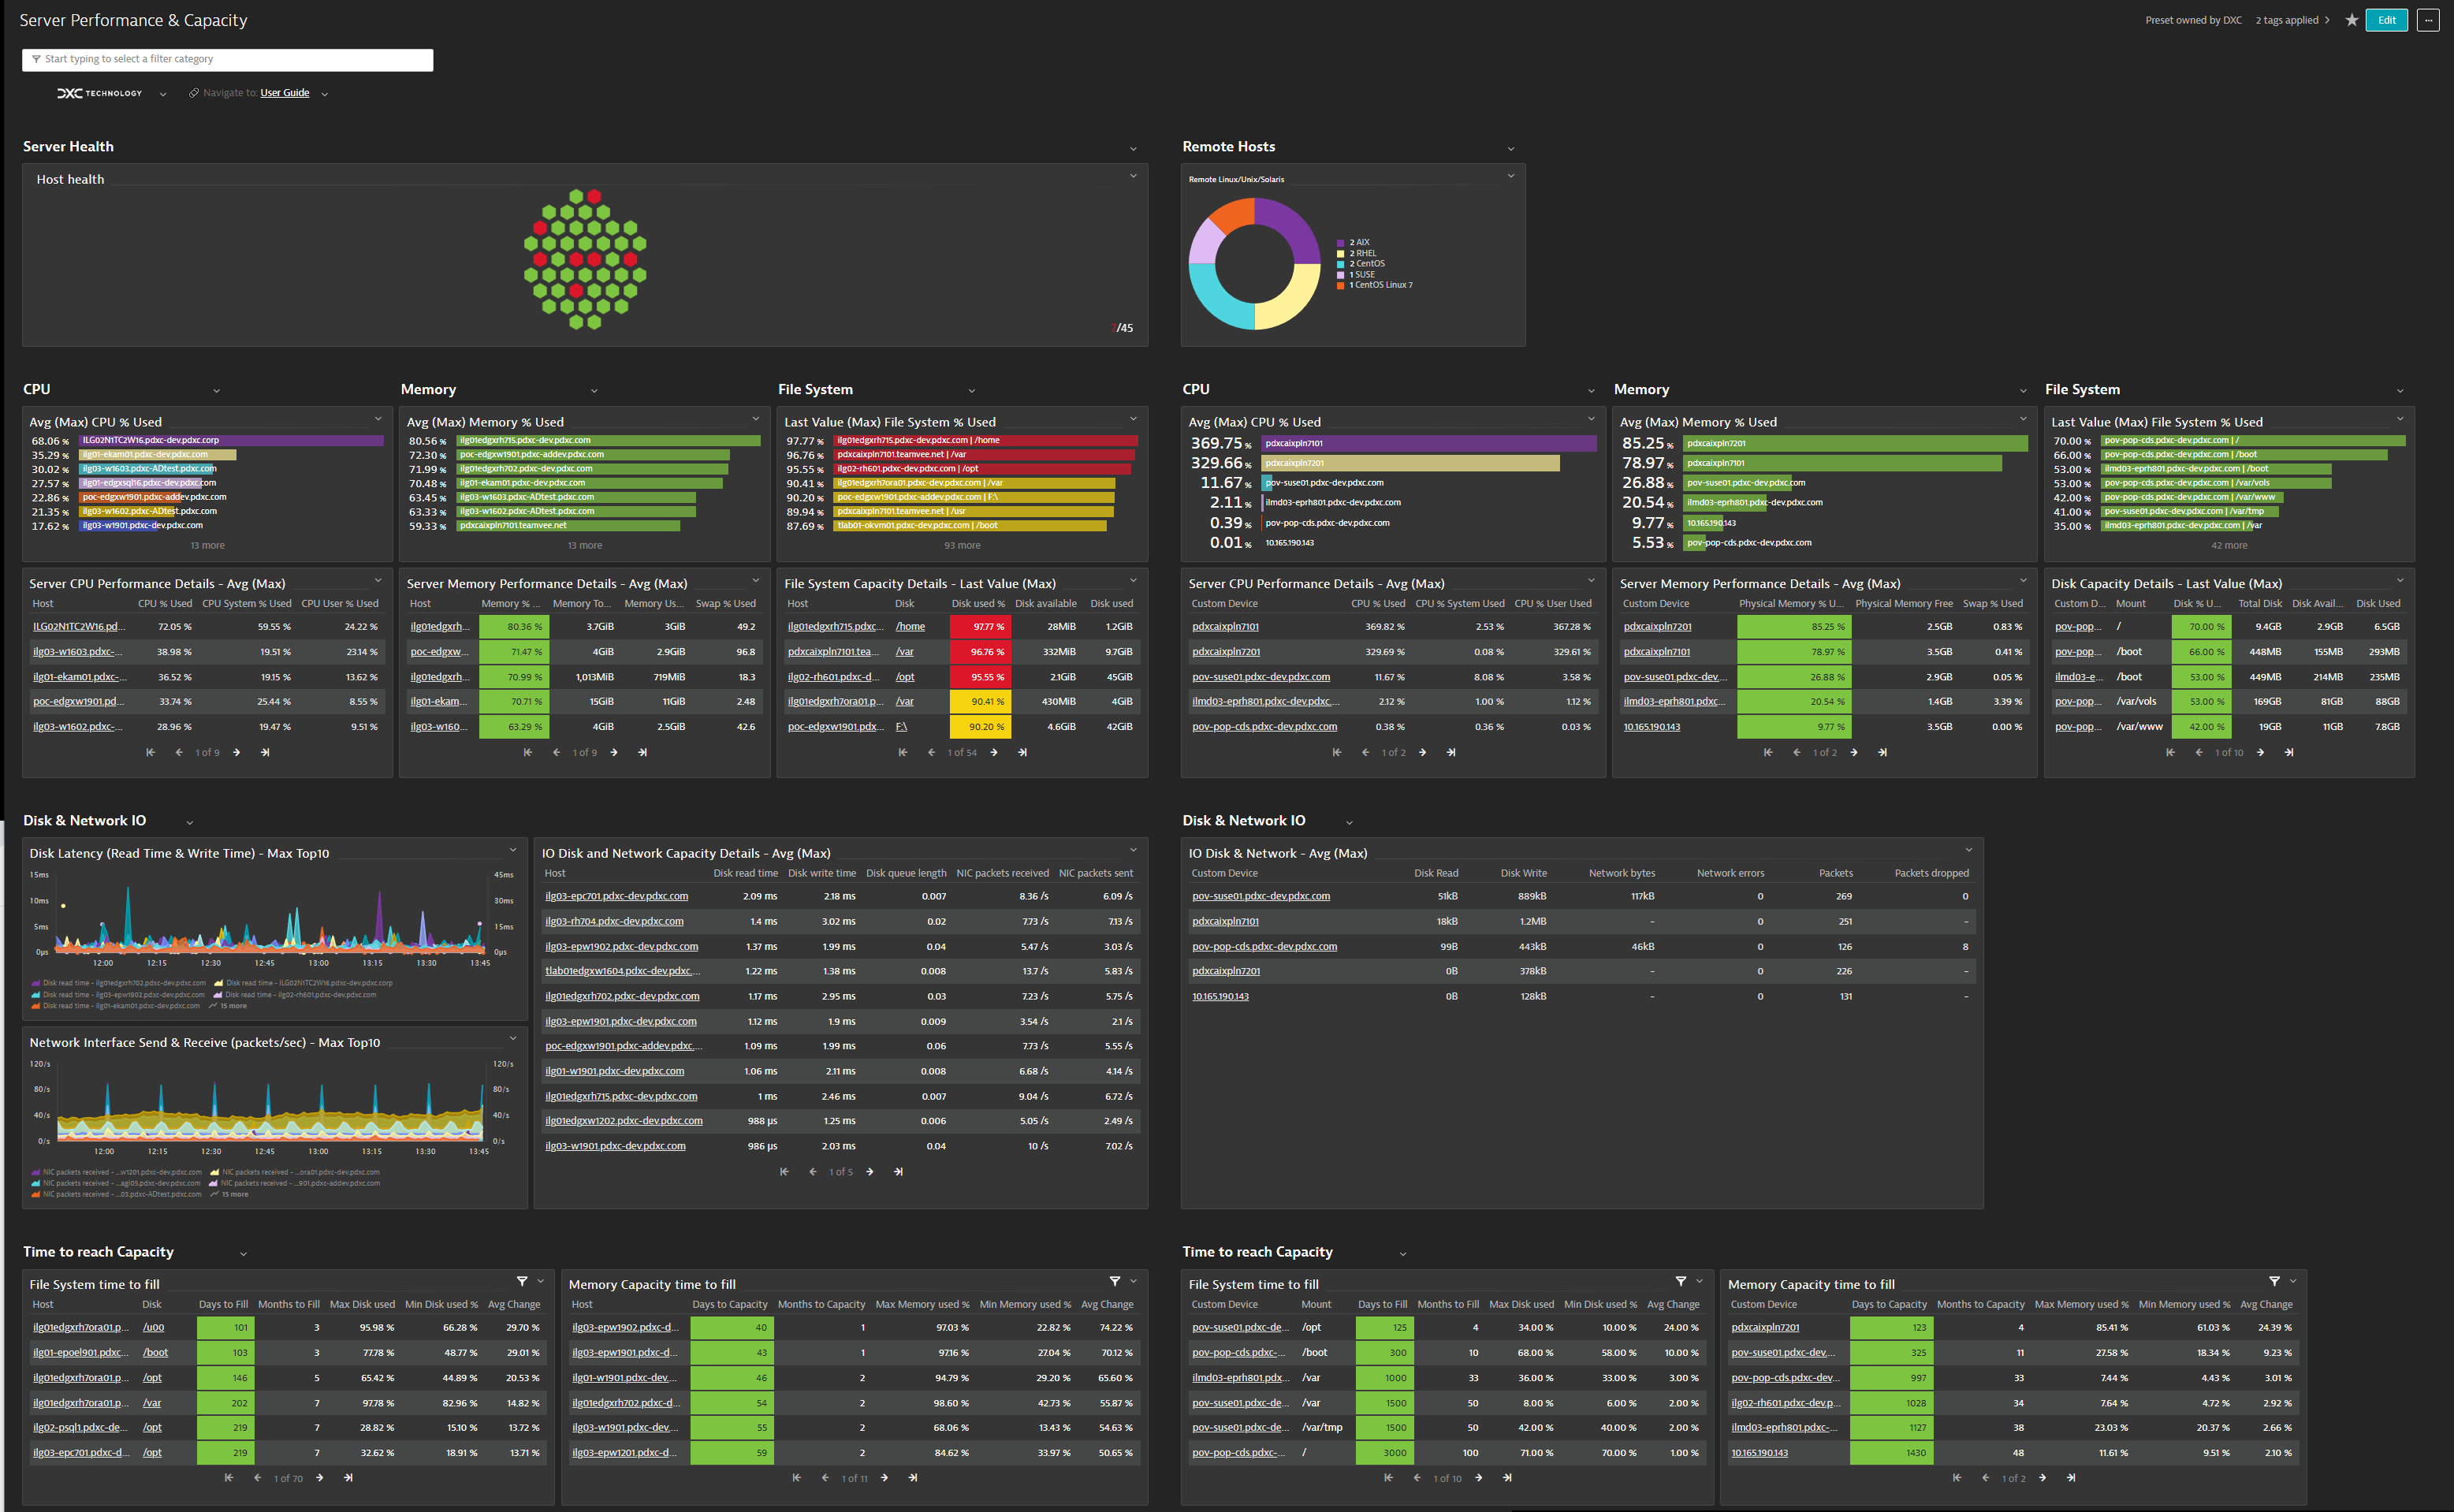 Server Performance & Capacity
Preset owned by DXC 2 tags applied
Edit
Start typing to select a filter category
DXC TECHNOLOGY
Navigate to: User Guide
Server Health
Host health
7/45
Remote Hosts
Remote Linux/Unix/Solaris
2 AIX
2 RHEL
2 CentOS
1 SUSE
1 CentOS Linux 7
CPU
Avg (Max) CPU % Used
68.06 % ILG02N1TC2W16.pdxc-dev.pdxc.corp
35.29 % ilg01-ekam01.pdxc-dev.pdxc.com
30.02 % ilg03-w1603.pdxc-ADtest.pdxc.com
27.57 % ilg01-edgxsql16.pdxc-dev.pdxc.com
22.86 % poc-edgxw1901.pdxc-addev.pdxc.com
21.35 % ilg03-w1602.pdxc-ADtest.pdxc.com
17.62 % ilg03-w1901.pdxc-dev.pdxc.com
13 more
Memory
Avg (Max) Memory % Used
80.56 % ilg01edgxrh715.pdxc-dev.pdxc.com
72.30 % poc-edgxw1901.pdxc-addev.pdxc.com
71.99 % ilg01edgxrh702.pdxc-dev.pdxc.com
70.48 % ilg01-ekam01.pdxc-dev.pdxc.com
63.45 % ilg03-w1603.pdxc-ADtest.pdxc.com
63.33 % ilg03-w1602.pdxc-ADtest.pdxc.com
59.33 % pdxcaixpln7101.teamvee.net
13 more
File System
Last Value (Max) File System % Used
97.77 % ilg01edgxrh715.pdxc-dev.pdxc.com | /home
96.76 % pdxcaixpln7101.teamvee.net | /var
95.55 % ilg02-rh601.pdxc-dev.pdxc.com | /opt
90.41 % ilg01edgxrh7ora01.pdxc-dev.pdxc.com | /var
90.20 % poc-edgxw1901.pdxc-addev.pdxc.com | F:\
89.94 % pdxcaixpln7101.teamvee.net | /usr
87.69 % tlab01-okvm01.pdxc-dev.pdxc.com | /boot
93 more
CPU
Avg (Max) CPU % Used
369.75 % pdxcaixpln7101
329.66 % pdxcaixpln7201
11.67 % pov-suse01.pdxc-dev.pdxc.com
2.11 % ilmd03-eprh801.pdxc-dev.pdxc.com
0.39 % pov-pop-cds.pdxc-dev.pdxc.com
0.01 % 10.165.190.143
Memory
Avg (Max) Memory % Used
85.25 % pdxcaixpln7201
78.97 % pdxcaixpln7101
26.88 % pov-suse01.pdxc-dev.pdxc.com
20.54 % ilmd03-eprh801.pdxc-dev.pdxc.com
9.77 % 10.165.190.143
5.53 % pov-pop-cds.pdxc-dev.pdxc.com
File System
Last Value (Max) File System % Used
70.00 % pov-pop-cds.pdxc-dev.pdxc.com | /
66.00 % pov-pop-cds.pdxc-dev.pdxc.com | /boot
53.00 % ilmd03-eprh801.pdxc-dev.pdxc.com | /boot
53.00 % pov-pop-cds.pdxc-dev.pdxc.com | /var/vols
42.00 % pov-pop-cds.pdxc-dev.pdxc.com | /var/www
41.00 % pov-suse01.pdxc-dev.pdxc.com | /var/tmp
35.00 % ilmd03-eprh801.pdxc-dev.pdxc.com | /var
42 more
Server CPU Performance Details - Avg (Max)
Host CPU % Used CPU System % Used CPU User % Used
ILG02N1TC2W16.pd... 72.05 % 59.55 % 24.22 %
ilg03-w1603.pdxc-... 38.98 % 19.51 % 23.14 %
ilg01-ekam01.pdxc-... 36.52 % 19.15 % 13.62 %
poc-edgxw1901.pd... 33.74 % 25.44 % 8.55 %
ilg03-w1602.pdxc-... 28.96 % 19.47 % 9.51 %
1 of 9
Server Memory Performance Details - Avg (Max)
Host Memory % ... Memory To... Memory Us... Swap % Used
ilg01edgxrh... 80.36 % 3.7GiB 3GiB 49.2
poc-edgxw... 71.47 % 4GiB 2.9GiB 96.8
ilg01edgxrh... 70.99 % 1,013MiB 719MiB 18.3
ilg01-ekam... 70.71 % 15GiB 11GiB 2.48
ilg03-w160... 63.29 % 4GiB 2.5GiB 42.6
1 of 9
File System Capacity Details - Last Value (Max)
Host Disk Disk used % Disk available Disk used
ilg01edgxrh715.pdxc... /home 97.77 % 28MiB 1.2GiB
pdxcaixpln7101.tea... /var 96.76 % 332MiB 9.7GiB
ilg02-rh601.pdxc-d... /opt 95.55 % 2.1GiB 45GiB
ilg01edgxrh7ora01.p... /var 90.41 % 430MiB 4GiB
poc-edgxw1901.pdx... F:\ 90.20 % 4.6GiB 42GiB
1 of 54
Server CPU Performance Details - Avg (Max)
Custom Device CPU % Used CPU % System Used CPU % User Used
pdxcaixpln7101 369.82 % 2.53 % 367.28 %
pdxcaixpln7201 329.69 % 0.08 % 329.61 %
pov-suse01.pdxc-dev.pdxc.com 11.67 % 8.08 % 3.58 %
ilmd03-eprh801.pdxc-dev.pdxc.... 2.12 % 1.00 % 1.12 %
pov-pop-cds.pdxc-dev.pdxc.com 0.38 % 0.36 % 0.03 %
1 of 2
Server Memory Performance Details - Avg (Max)
Custom Device Physical Memory % U... Physical Memory Free Swap % Used
pdxcaixpln7201 85.25 % 2.5GB 0.83 %
pdxcaixpln7101 78.97 % 3.5GB 0.41 %
pov-suse01.pdxc-dev.... 26.88 % 2.9GB 0.05 %
ilmd03-eprh801.pdxc... 20.54 % 1.4GB 3.39 %
10.165.190.143 9.77 % 3.5GB 0.00 %
1 of 2
Disk Capacity Details - Last Value (Max)
Custom D... Mount Disk % U... Total Disk Disk Avail... Disk Used
pov-pop... / 70.00 % 9.4GB 2.9GB 6.5GB
pov-pop... /boot 66.00 % 448MB 155MB 293MB
ilmd03-e... /boot 53.00 % 449MB 214MB 235MB
pov-pop... /var/vols 53.00 % 169GB 81GB 88GB
pov-pop... /var/www 42.00 % 19GB 11GB 7.8GB
1 of 10
Disk & Network IO
Disk Latency (Read Time & Write Time) - Max Top10
15ms 45ms
10ms 30ms
5ms 15ms
0µs 0µs
12:00 12:15 12:30 12:45 13:00 13:15 13:30 13:45
Disk read time - ilg01edgxrh702.pdxc-dev.pdxc.com Disk read time - ILG02N1TC2W16.pdxc-dev.pdxc.corp
Disk read time - ilg03-epw1902.pdxc-dev.pdxc.com Disk read time - ilg02-rh601.pdxc-dev.pdxc.com
Disk read time - ilg01-ekam01.pdxc-dev.pdxc.com 15 more
Network Interface Send & Receive (packets/sec) - Max Top10
120/s 120/s
80/s 80/s
40/s 40/s
0/s 0/s
12:00 12:15 12:30 12:45 13:00 13:15 13:30 13:45
NIC packets received - ...w1201.pdxc-dev.pdxc.com NIC packets received - ...ora01.pdxc-dev.pdxc.com
NIC packets received - ...agl05.pdxc-dev.pdxc.com NIC packets received - ...901.pdxc-addev.pdxc.com
NIC packets received - ...03.pdxc-ADtest.pdxc.com 15 more
IO Disk and Network Capacity Details - Avg (Max)
Host Disk read time Disk write time Disk queue length NIC packets received NIC packets sent
ilg03-epc701.pdxc-dev.pdxc.com 2.09 ms 2.18 ms 0.007 8.36 /s 6.09 /s
ilg03-rh704.pdxc-dev.pdxc.com 1.4 ms 3.02 ms 0.02 7.73 /s 7.13 /s
ilg03-epw1902.pdxc-dev.pdxc.com 1.37 ms 1.99 ms 0.04 5.47 /s 3.03 /s
tlab01edgxw1604.pdxc-dev.pdxc.... 1.22 ms 1.38 ms 0.008 13.7 /s 5.83 /s
ilg01edgxrh702.pdxc-dev.pdxc.com 1.17 ms 2.95 ms 0.03 7.23 /s 5.75 /s
ilg03-epw1901.pdxc-dev.pdxc.com 1.12 ms 1.9 ms 0.009 3.54 /s 2.1 /s
poc-edgxw1901.pdxc-addev.pdxc.... 1.09 ms 1.99 ms 0.06 7.73 /s 5.55 /s
ilg01-w1901.pdxc-dev.pdxc.com 1.06 ms 2.11 ms 0.008 6.68 /s 4.14 /s
ilg01edgxrh715.pdxc-dev.pdxc.com 1 ms 2.46 ms 0.007 9.04 /s 6.72 /s
ilg01edgxw1202.pdxc-dev.pdxc.com 988 µs 1.25 ms 0.006 5.05 /s 2.49 /s
ilg03-w1901.pdxc-dev.pdxc.com 986 µs 2.03 ms 0.04 10 /s 7.02 /s
1 of 5
Disk & Network IO
IO Disk & Network - Avg (Max)
Custom Device Disk Read Disk Write Network bytes Network errors Packets Packets dropped
pov-suse01.pdxc-dev.pdxc.com 51kB 889kB 117kB 0 269 0
pdxcaixpln7101 18kB 1.2MB - 0 251 -
pov-pop-cds.pdxc-dev.pdxc.com 99B 443kB 46kB 0 126 8
pdxcaixpln7201 0B 378kB - 0 226 -
10.165.190.143 0B 128kB - 0 131 -
Time to reach Capacity
File System time to fill
Host Disk Days to Fill Months to Fill Max Disk used Min Disk used % Avg Change
ilg01edgxrh7ora01.p... /u00 101 3 95.98 % 66.28 % 29.70 %
ilg01-epoel901.pdxc... /boot 103 3 77.78 % 48.77 % 29.01 %
ilg01edgxrh7ora01.p... /opt 146 5 65.42 % 44.89 % 20.53 %
ilg01edgxrh7ora01.p... /var 202 7 97.78 % 82.96 % 14.82 %
ilg02-psql1.pdxc-de... /opt 219 7 28.82 % 15.10 % 13.72 %
ilg03-epc701.pdxc-d... /opt 219 7 32.62 % 18.91 % 13.71 %
1 of 70
Memory Capacity time to fill
Host Days to Capacity Months to Capacity Max Memory used % Min Memory used % Avg Change
ilg03-epw1902.pdxc-d... 40 1 97.03 % 22.82 % 74.22 %
ilg03-epw1901.pdxc-d... 43 1 97.16 % 27.04 % 70.12 %
ilg01-w1901.pdxc-dev.... 46 2 94.79 % 29.20 % 65.60 %
ilg01edgxrh702.pdxc-d... 54 2 98.60 % 42.73 % 55.87 %
ilg03-w1901.pdxc-dev.... 55 2 68.06 % 13.43 % 54.63 %
ilg03-epw1201.pdxc-d... 59 2 84.62 % 33.97 % 50.65 %
1 of 11
Time to reach Capacity
File System time to fill
Custom Device Mount Days to Fill Months to Fill Max Disk used Min Disk used % Avg Change
pov-suse01.pdxc-de... /opt 125 4 34.00 % 10.00 % 24.00 %
pov-pop-cds.pdxc-... /boot 300 10 68.00 % 58.00 % 10.00 %
ilmd03-eprh801.pdx... /var 1000 33 36.00 % 33.00 % 3.00 %
pov-suse01.pdxc-de... /var 1500 50 8.00 % 6.00 % 2.00 %
pov-suse01.pdxc-de... /var/tmp 1500 50 42.00 % 40.00 % 2.00 %
pov-pop-cds.pdxc-... / 3000 100 71.00 % 70.00 % 1.00 %
1 of 10
Memory Capacity time to fill
Custom Device Days to Capacity Months to Capacity Max Memory used % Min Memory used % Avg Change
pdxcaixpln7201 123 4 85.41 % 61.03 % 24.39 %
pov-suse01.pdxc-dev.... 325 11 27.58 % 18.34 % 9.23 %
pov-pop-cds.pdxc-dev... 997 33 7.44 % 4.43 % 3.01 %
ilg02-rh601.pdxc-dev.p... 1028 34 7.64 % 4.72 % 2.92 %
ilmd03-eprh801.pdxc-... 1127 38 23.03 % 20.37 % 2.66 %
10.165.190.143 1430 48 11.61 % 9.51 % 2.10 %
1 of 2